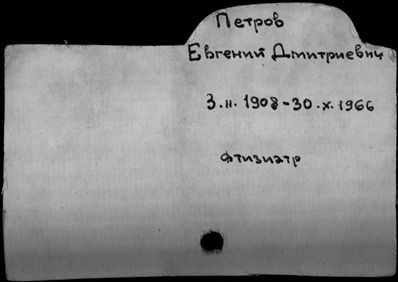 Петров
Евгений Дмитриевич
3.II.1908-30.X.1966
фтизиатр